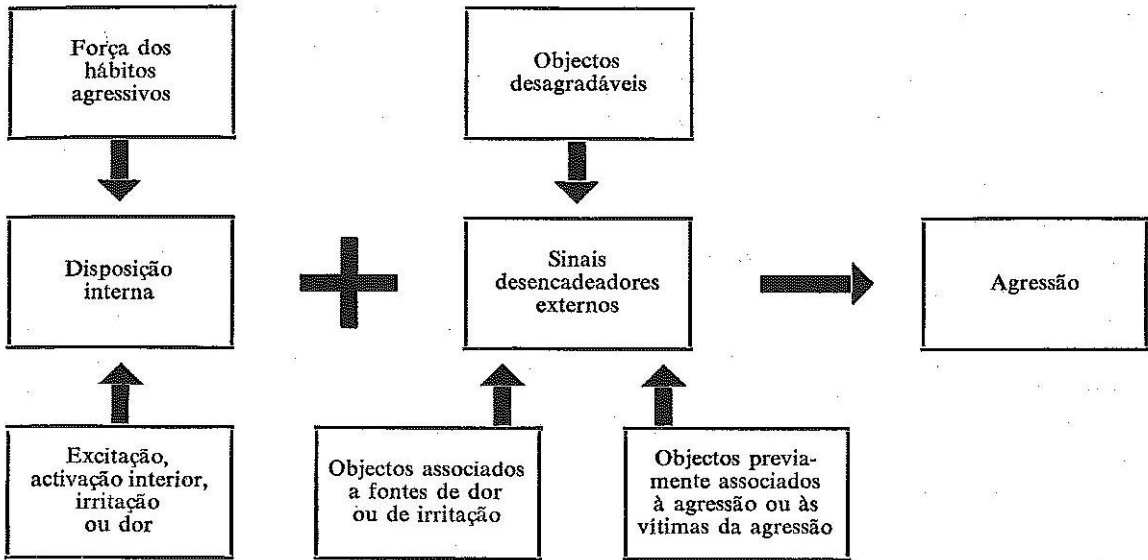 Força dos
hábitos
agressivos
Objectos
desagradáveis
Disposição
interna
Sinais
desencadeadores
externos
Agressão
Excitação,
activação interior,
irritação
ou dor
Objectos associados
a fontes de dor
ou de irritação
Objectos previa-
mente associados
à agressão ou às
vítimas da agressão